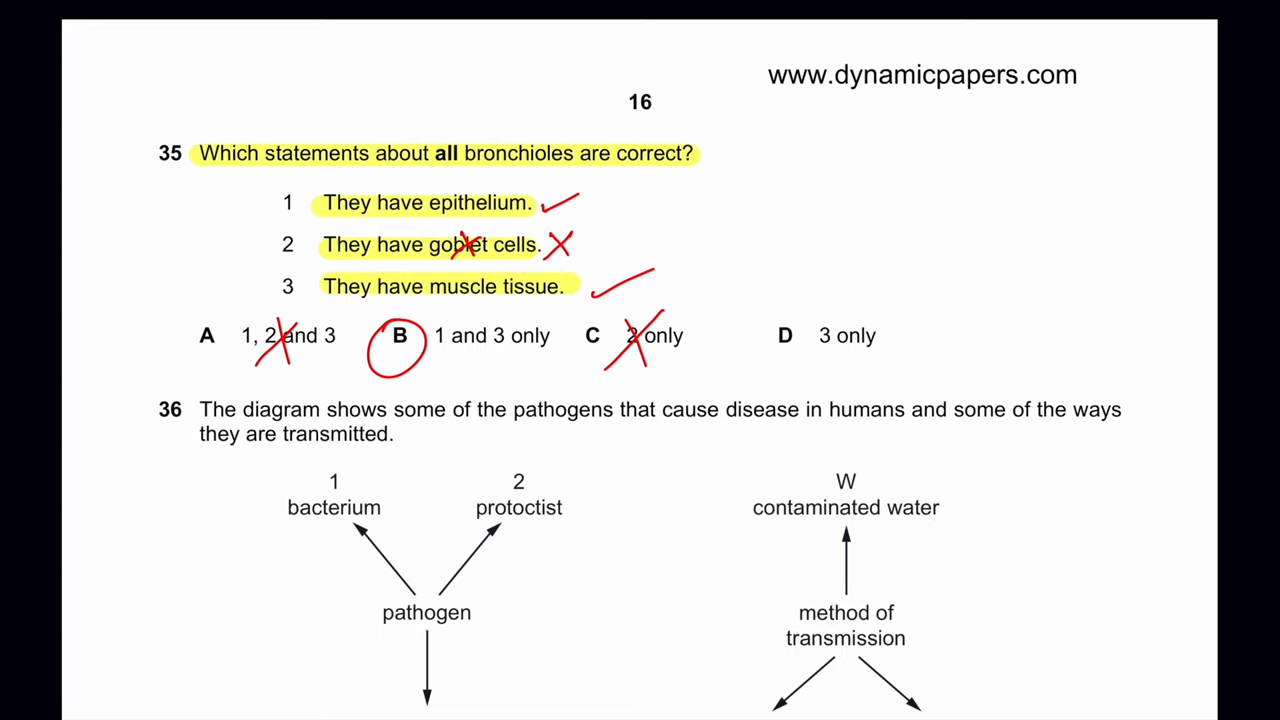 www.dynamicpapers.com
16
35 Which statements about all bronchioles are correct?
1 They have epithelium.
2 They have goblet cells.
3 They have muscle tissue.
A 1, 2 and 3 B 1 and 3 only C 2 only D 3 only
36 The diagram shows some of the pathogens that cause disease in humans and some of the ways
they are transmitted.
1 2 W
bacterium protoctist contaminated water
pathogen method of
transmission